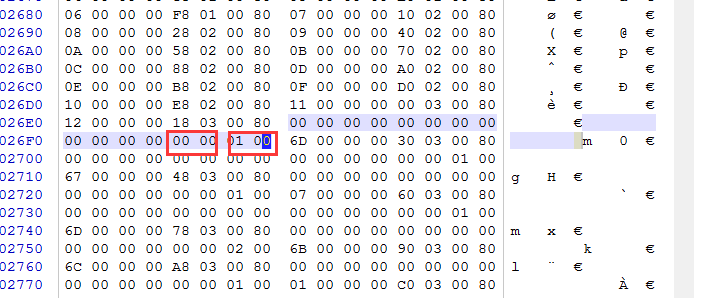 02680 06 00 00 00 F8 01 00 80 07 00 00 00 10 02 00 80 ø € €
02690 08 00 00 00 28 02 00 80 09 00 00 00 40 02 00 80 ( € @ €
026A0 0A 00 00 00 58 02 00 80 0B 00 00 00 70 02 00 80 X € p €
026B0 0C 00 00 00 88 02 00 80 0D 00 00 00 A0 02 00 80 ˆ € €
026C0 0E 00 00 00 B8 02 00 80 0F 00 00 00 D0 02 00 80 ¸ € Ð €
026D0 10 00 00 00 E8 02 00 80 11 00 00 00 00 03 00 80 è € €
026E0 12 00 00 00 18 03 00 80 00 00 00 00 00 00 00 00 €
026F0 00 00 00 00 00 00 01 00 6D 00 00 00 30 03 00 80 m 0 €
02700 00 00 00 00 00 00 00 00 00 00 00 00 00 00 01 00
02710 67 00 00 00 48 03 00 80 00 00 00 00 00 00 00 00 g H €
02720 00 00 00 00 00 00 01 00 07 00 00 00 60 03 00 80 ` €
02730 00 00 00 00 00 00 00 00 00 00 00 00 00 00 01 00
02740 6D 00 00 00 78 03 00 80 00 00 00 00 00 00 00 00 m x €
02750 00 00 00 00 00 00 02 00 6B 00 00 00 90 03 00 80 k €
02760 6C 00 00 00 A8 03 00 80 00 00 00 00 00 00 00 00 l ¨ €
02770 00 00 00 00 00 00 01 00 01 00 00 00 C0 03 00 80 À €